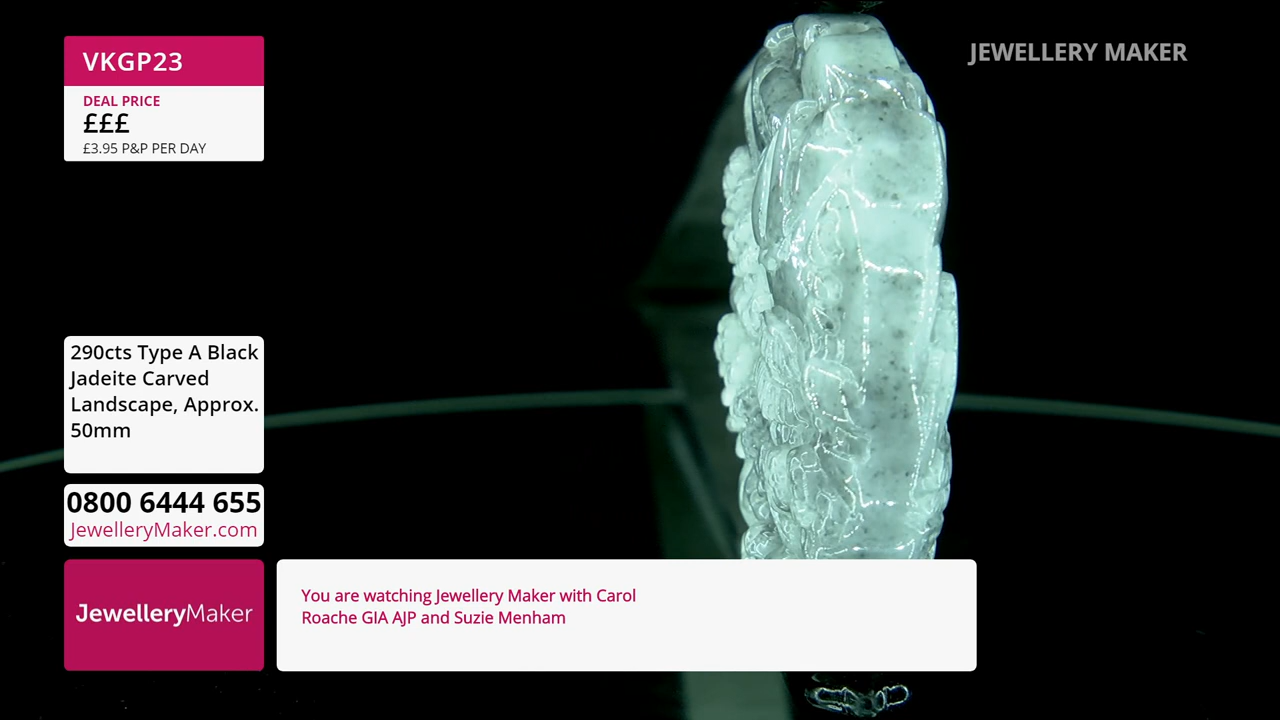 VKGP23
DEAL PRICE
£££
£3.95 P&P PER DAY
JEWELLERY MAKER
290cts Type A Black
Jadeite Carved
Landscape, Approx.
50mm
0800 6444 655
JewelleryMaker.com
JewelleryMaker
You are watching Jewellery Maker with Carol
Roache GIA AJP and Suzie Menham